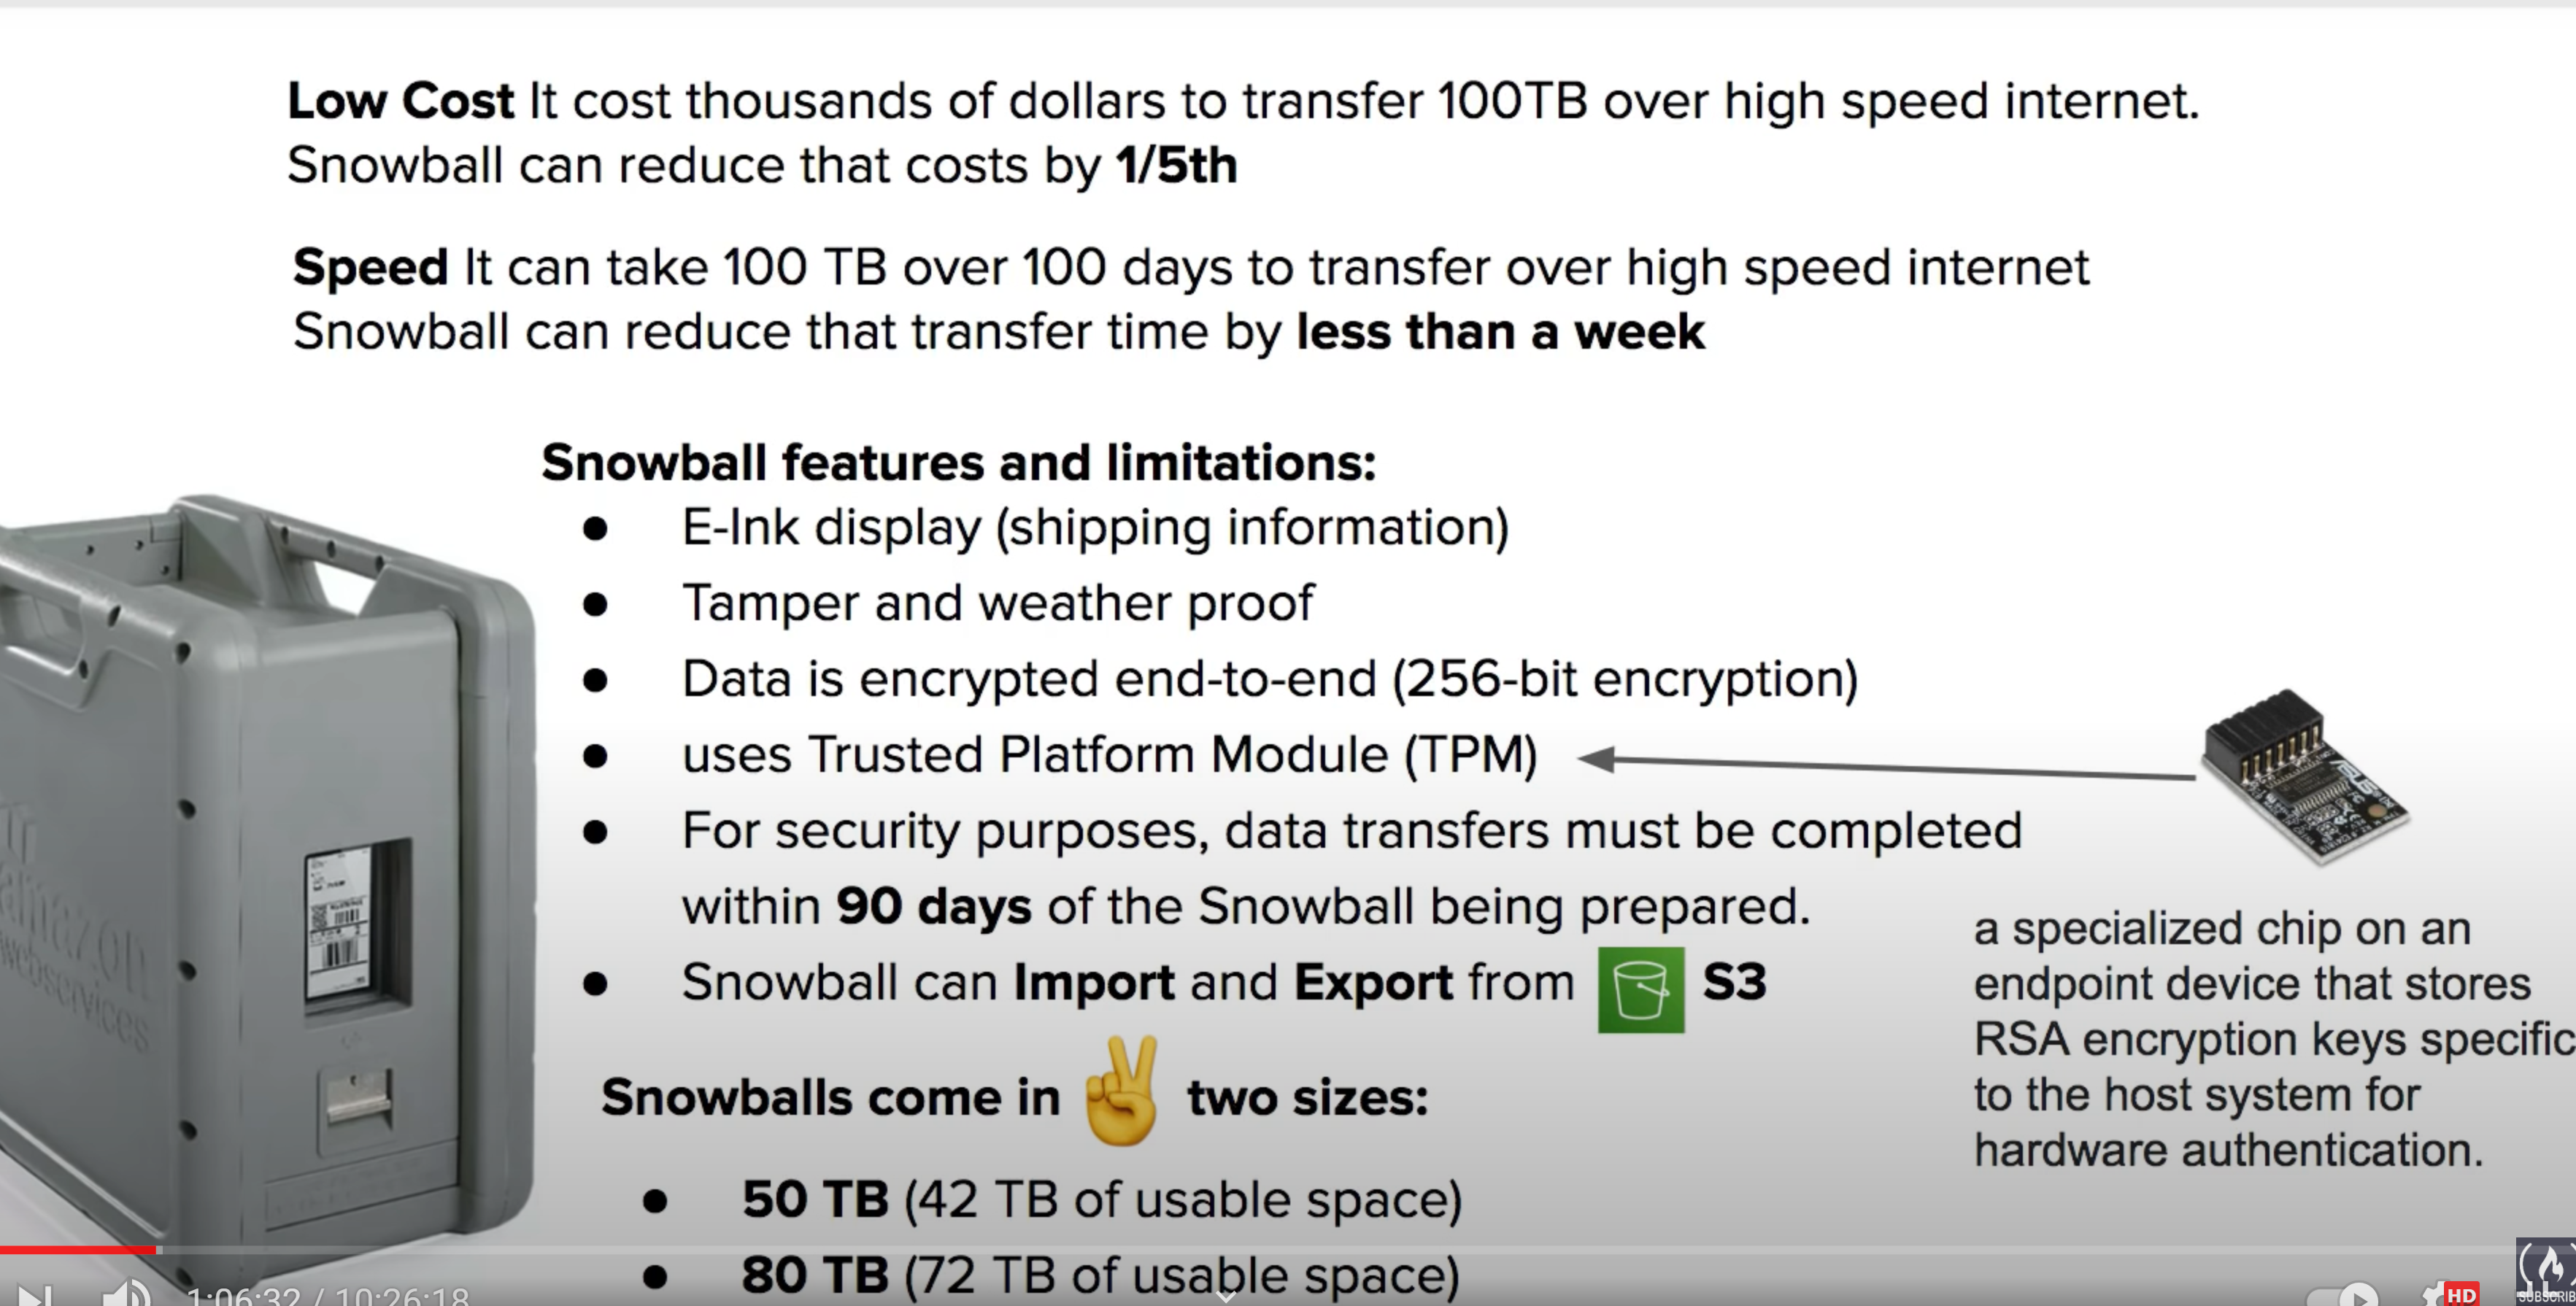 Low Cost It cost thousands of dollars to transfer 100TB over high speed internet.
Snowball can reduce that costs by 1/5th
Speed It can take 100 TB over 100 days to transfer over high speed internet
Snowball can reduce that transfer time by less than a week
Snowball features and limitations:
● E-Ink display (shipping information)
● Tamper and weather proof
● Data is encrypted end-to-end (256-bit encryption)
● uses Trusted Platform Module (TPM)
● For security purposes, data transfers must be completed
within 90 days of the Snowball being prepared.
● Snowball can Import and Export from S3
a specialized chip on an
endpoint device that stores
RSA encryption keys specific
to the host system for
hardware authentication.
Snowballs come in ✌ two sizes:
● 50 TB (42 TB of usable space)
● 80 TB (72 TB of usable space)
amazon
webservices
1:06:32 / 10:26:18
HD